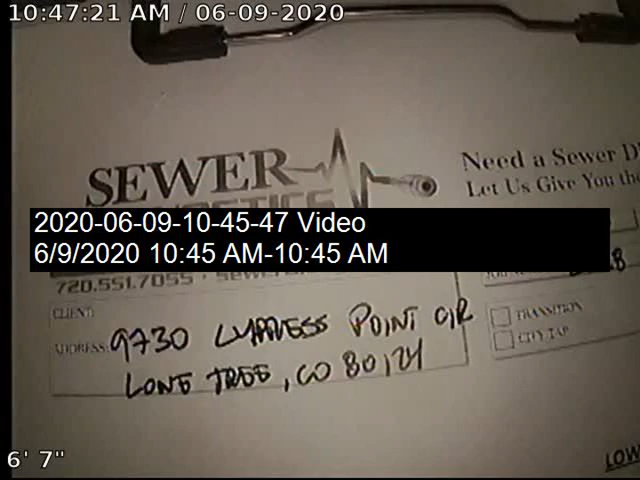 10:47:21 AM / 06-09-2020
SEWER
Need a Sewer
Let Us Give You the
2020-06-09-10-45-47 Video
6/9/2020 10:45 AM-10:45 AM
720.551.7055
CLIENT:
ADDRESS: 9730 CYPRESS POINT CIR
LONE TREE, CO 80124
TRANSITION
CITY TAP
6' 7"
LOW